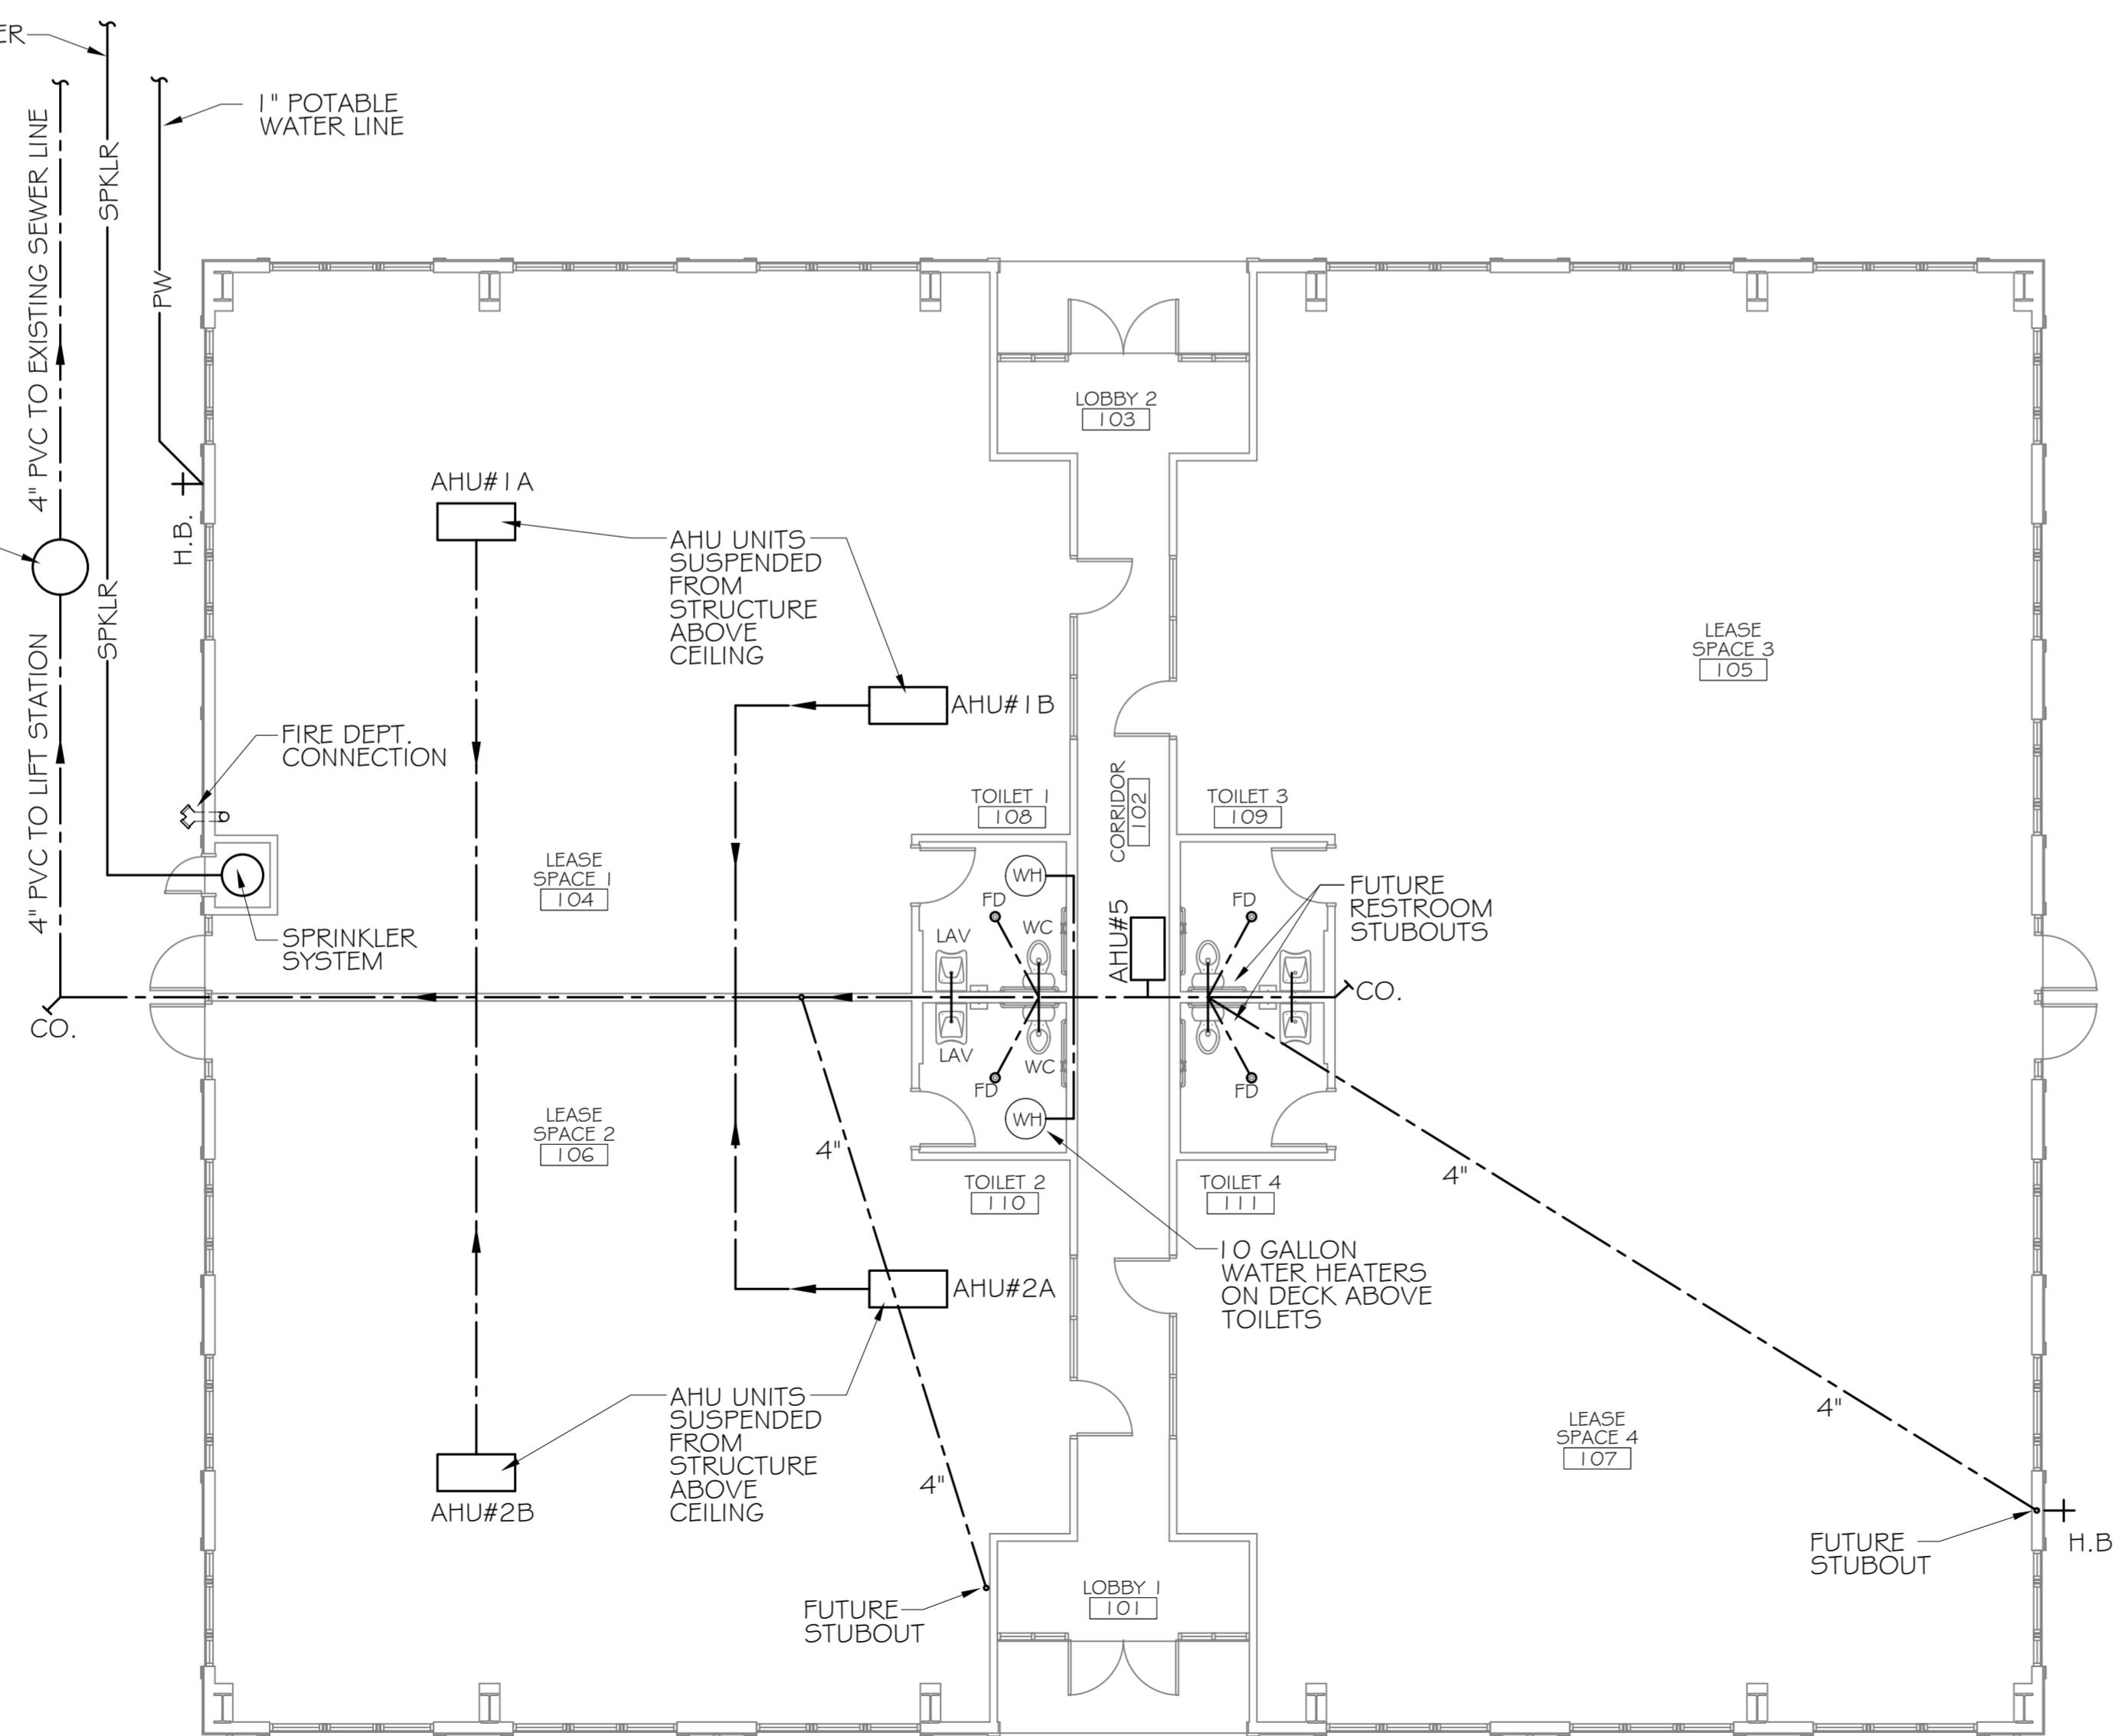 ER
1" POTABLE
WATER LINE
4" PVC TO EXISTING SEWER LINE
SPKLR
PW
H.B.
SPKLR
4" PVC TO LIFT STATION
LOBBY 2
103
AHU#1A
AHU UNITS
SUSPENDED
FROM
STRUCTURE
ABOVE
CEILING
AHU#1B
LEASE
SPACE 3
105
FIRE DEPT.
CONNECTION
TOILET 1
108
CORRIDOR
102
TOILET 3
109
LEASE
SPACE 1
104
WH
FD
WC
LAV
AHU#5
FD
FUTURE
RESTROOM
STUBOUTS
SPRINKLER
SYSTEM
CO.
CO.
LAV
WC
FD
FD
WH
LEASE
SPACE 2
106
4"
4"
TOILET 2
110
TOILET 4
111
10 GALLON
WATER HEATERS
ON DECK ABOVE
TOILETS
AHU#2A
AHU UNITS
SUSPENDED
FROM
STRUCTURE
ABOVE
CEILING
4"
4"
AHU#2B
LEASE
SPACE 4
107
FUTURE
STUBOUT
H.B
LOBBY 1
101
FUTURE
STUBOUT